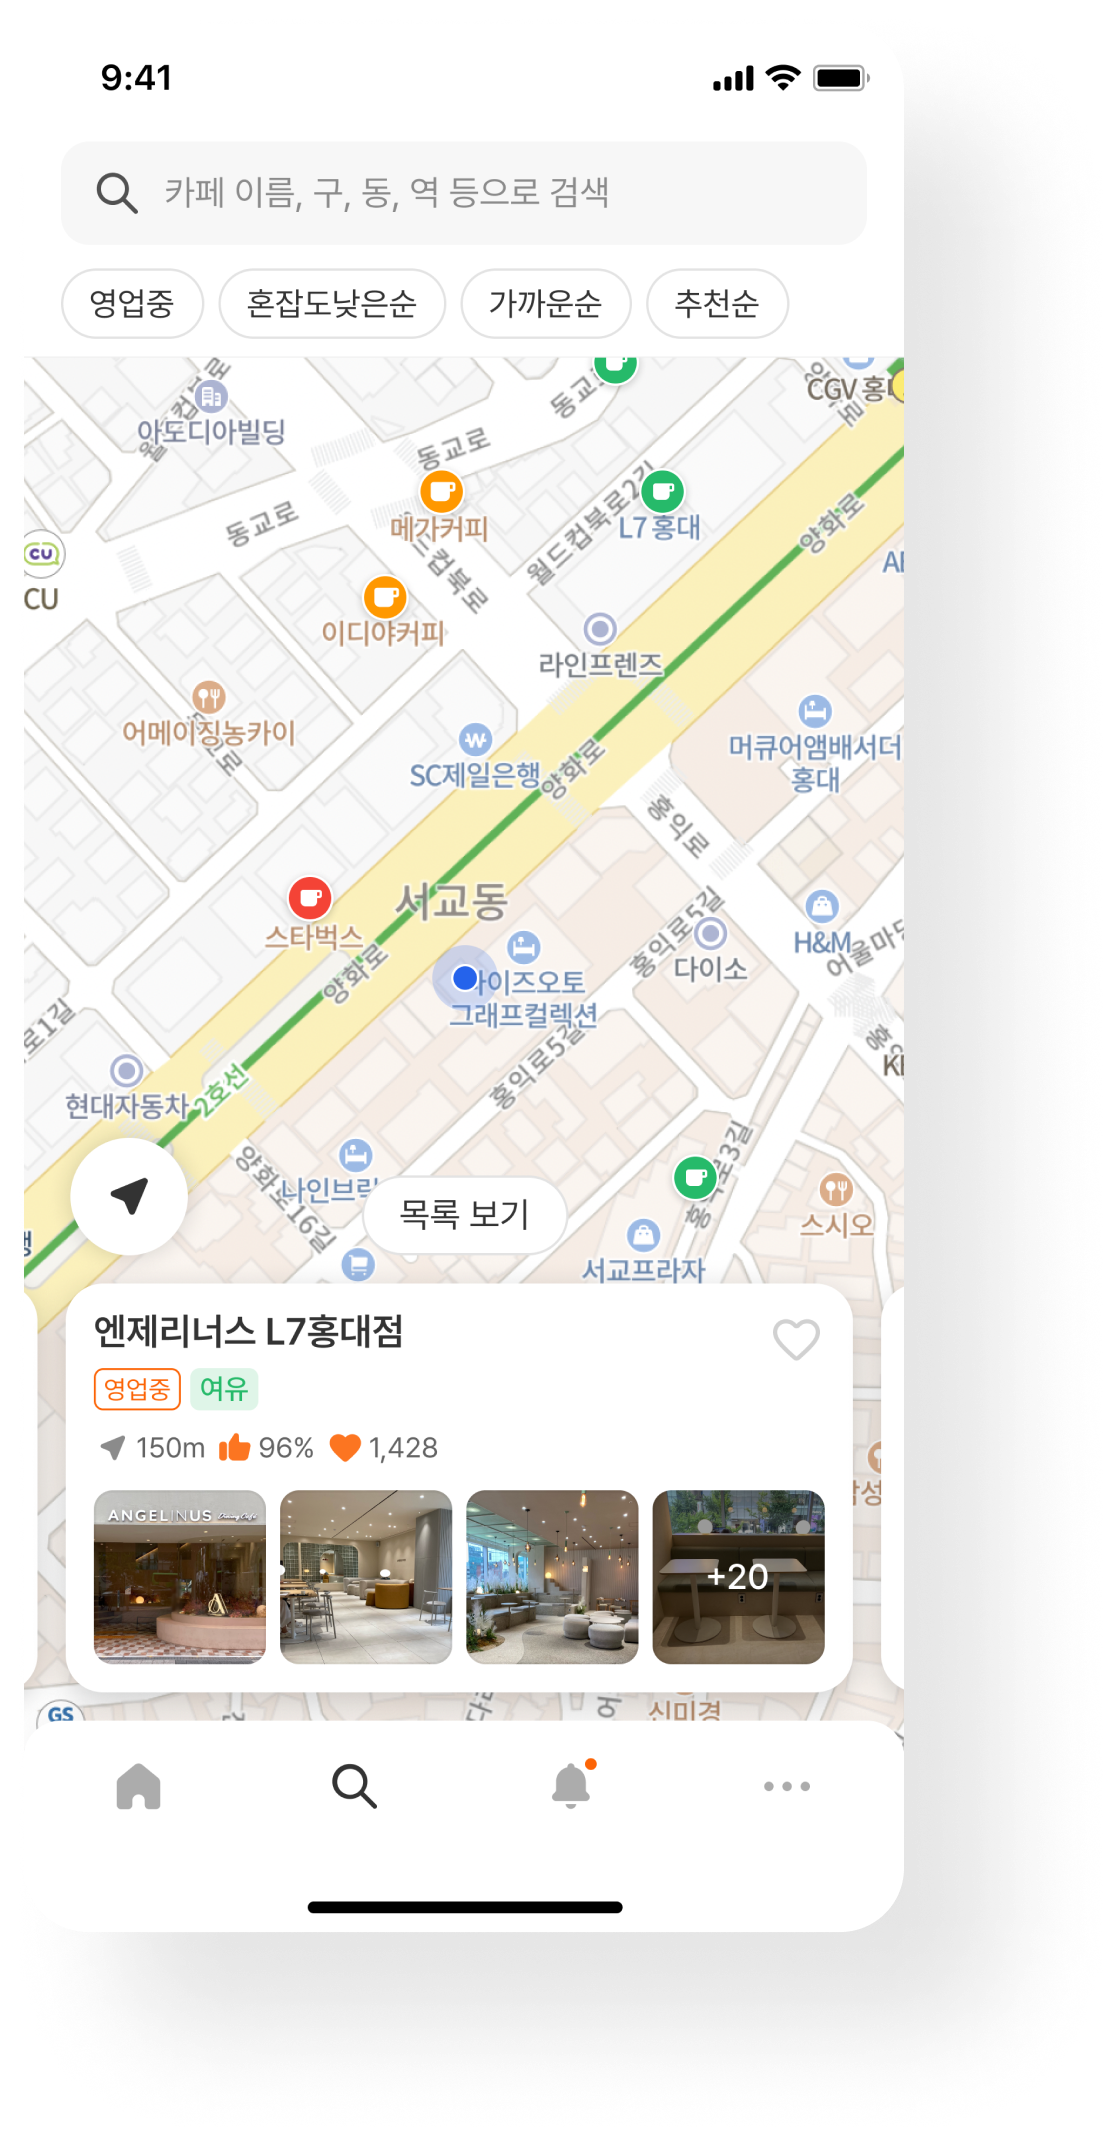 9:41
카페 이름, 구, 동, 역 등으로 검색
영업중
혼잡도낮은순
가까운순
추천순
CGV 홍
아도디아빌딩
동교로
동교로
동교로
메가커피
L7 홍대
월드컵북로2길
양화로
CU
CU
이디야커피
라인프렌즈
어메이징농카이
SC제일은행
양화로
머큐어앰배서더
홍대
홍익로
스타벅스
서교동
홍익로5길
H&M
어울마당
다이소
양화로
그래프컬렉션
홍익로5길
현대자동차
2호선
양화로16길
나인브릭
목록 보기
스시오
서교프라자
엔제리너스 L7홍대점
영업중
여유
150m
96%
1,428
ANGELINUS Dining Cafe
+20
GS
신미경